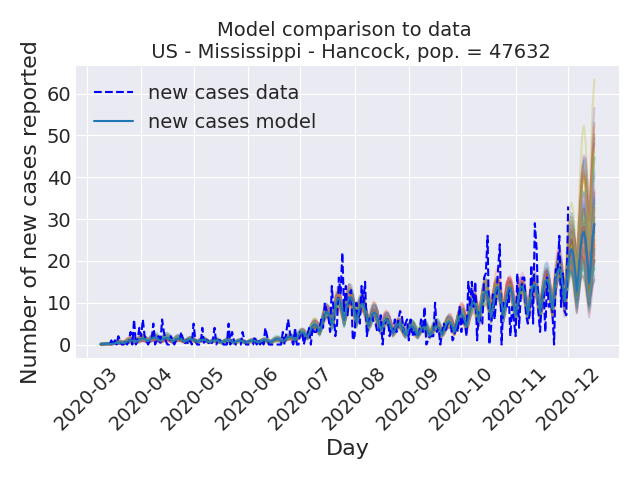 Model comparison to data
US - Mississippi - Hancock, pop. = 47632
Number of new cases reported
60
50
40
30
20
10
0
new cases data
new cases model
2020-03
2020-04
2020-05
2020-06
2020-07
2020-08
2020-09
2020-10
2020-11
2020-12
Day